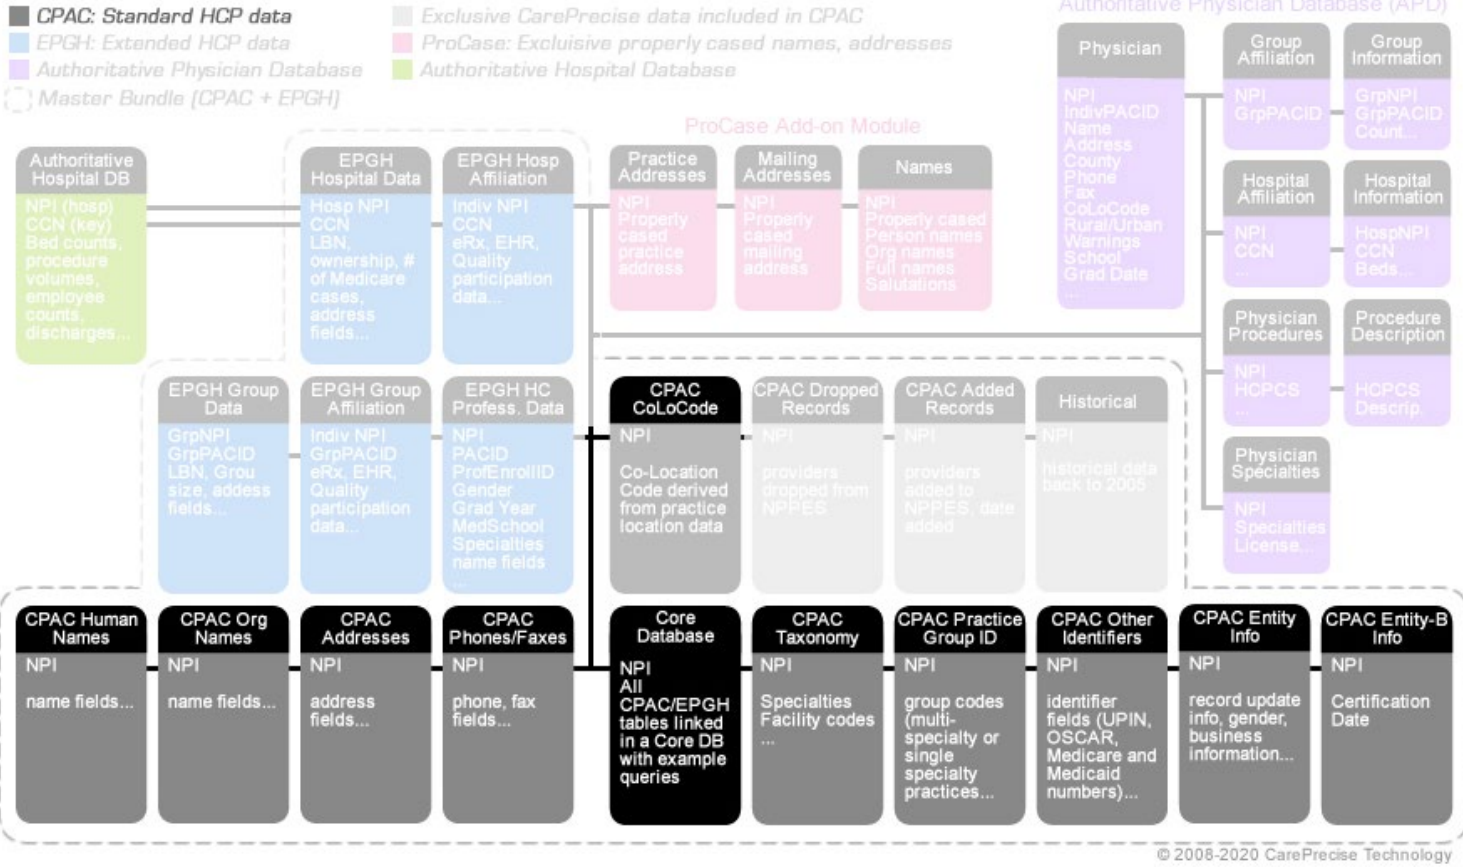 CPAC: Standard HCP data
EPGH: Extended HCP data
Authoritative Physician Database
Master Bundle (CPAC + EPGH)
Exclusive CarePrecise data included in CPAC
ProCase: Excluisive properly cased names, addresses
Authoritative Hospital Database
Authoritative Physician Database (APD)
Physician
NPI
IndivPACID
Name
Address
County
Phone
Fax
CoLoCode
Rural/Urban
Warnings
School
Grad Date
...
Group
Affiliation
NPI
GrpPACID
Group
Information
GrpNPI
GrpPACID
Count...
Hospital
Affiliation
NPI
CCN
...
Hospital
Information
HospNPI
CCN
Beds...
Physician
Procedures
NPI
HCPCS
...
Procedure
Description
HCPCS
Descrip.
Physician
Specialties
NPI
Specialties
License...
ProCase Add-on Module
Authoritative
Hospital DB
NPI (hosp)
CCN (key)
Bed counts,
procedure
volumes,
employee
counts,
discharges...
EPGH
Hospital Data
Hosp NPI
CCN
LBN,
ownership, #
of Medicare
cases,
address
fields...
EPGH Hosp
Affiliation
Indiv NPI
CCN
eRx, EHR,
Quality
participation
data...
Practice
Addresses
NPI
Properly
cased
practice
address
Mailing
Addresses
NPI
Properly
cased
mailing
address
Names
NPI
Properly cased
Person names
Org names
Full names
Salutations
EPGH Group
Data
GrpNPI
GrpPACID
LBN, Grou
size, addess
fields...
EPGH Group
Affiliation
Indiv NPI
GrpPACID
eRx, EHR,
Quality
participation
data...
EPGH HC
Profess. Data
NPI
PACID
ProfEnrollID
Gender
Grad Year
MedSchool
Specialties
name fields
...
CPAC
CoLoCode
NPI
Co-Location
Code derived
from practice
location data
CPAC Dropped
Records
NPI
providers
dropped from
NPPES
CPAC Added
Records
NPI
providers
added to
NPPES, date
added
Historical
NPI
historical data
back to 2005
CPAC Human
Names
NPI
name fields...
CPAC Org
Names
NPI
name fields...
CPAC
Addresses
NPI
address
fields...
CPAC
Phones/Faxes
NPI
phone, fax
fields...
Core
Database
NPI
All
CPAC/EPGH
tables linked
in a Core DB
with example
queries
CPAC
Taxonomy
NPI
Specialties
Facility codes
...
CPAC Practice
Group ID
NPI
group codes
(multi-
specialty or
single
specialty
practices...
CPAC Other
Identifiers
NPI
identifier
fields (UPIN,
OSCAR,
Medicare and
Medicaid
numbers)...
CPAC Entity
Info
NPI
record update
info, gender,
business
information...
CPAC Entity-B
Info
NPI
Certification
Date
© 2008-2020 CarePrecise Technology